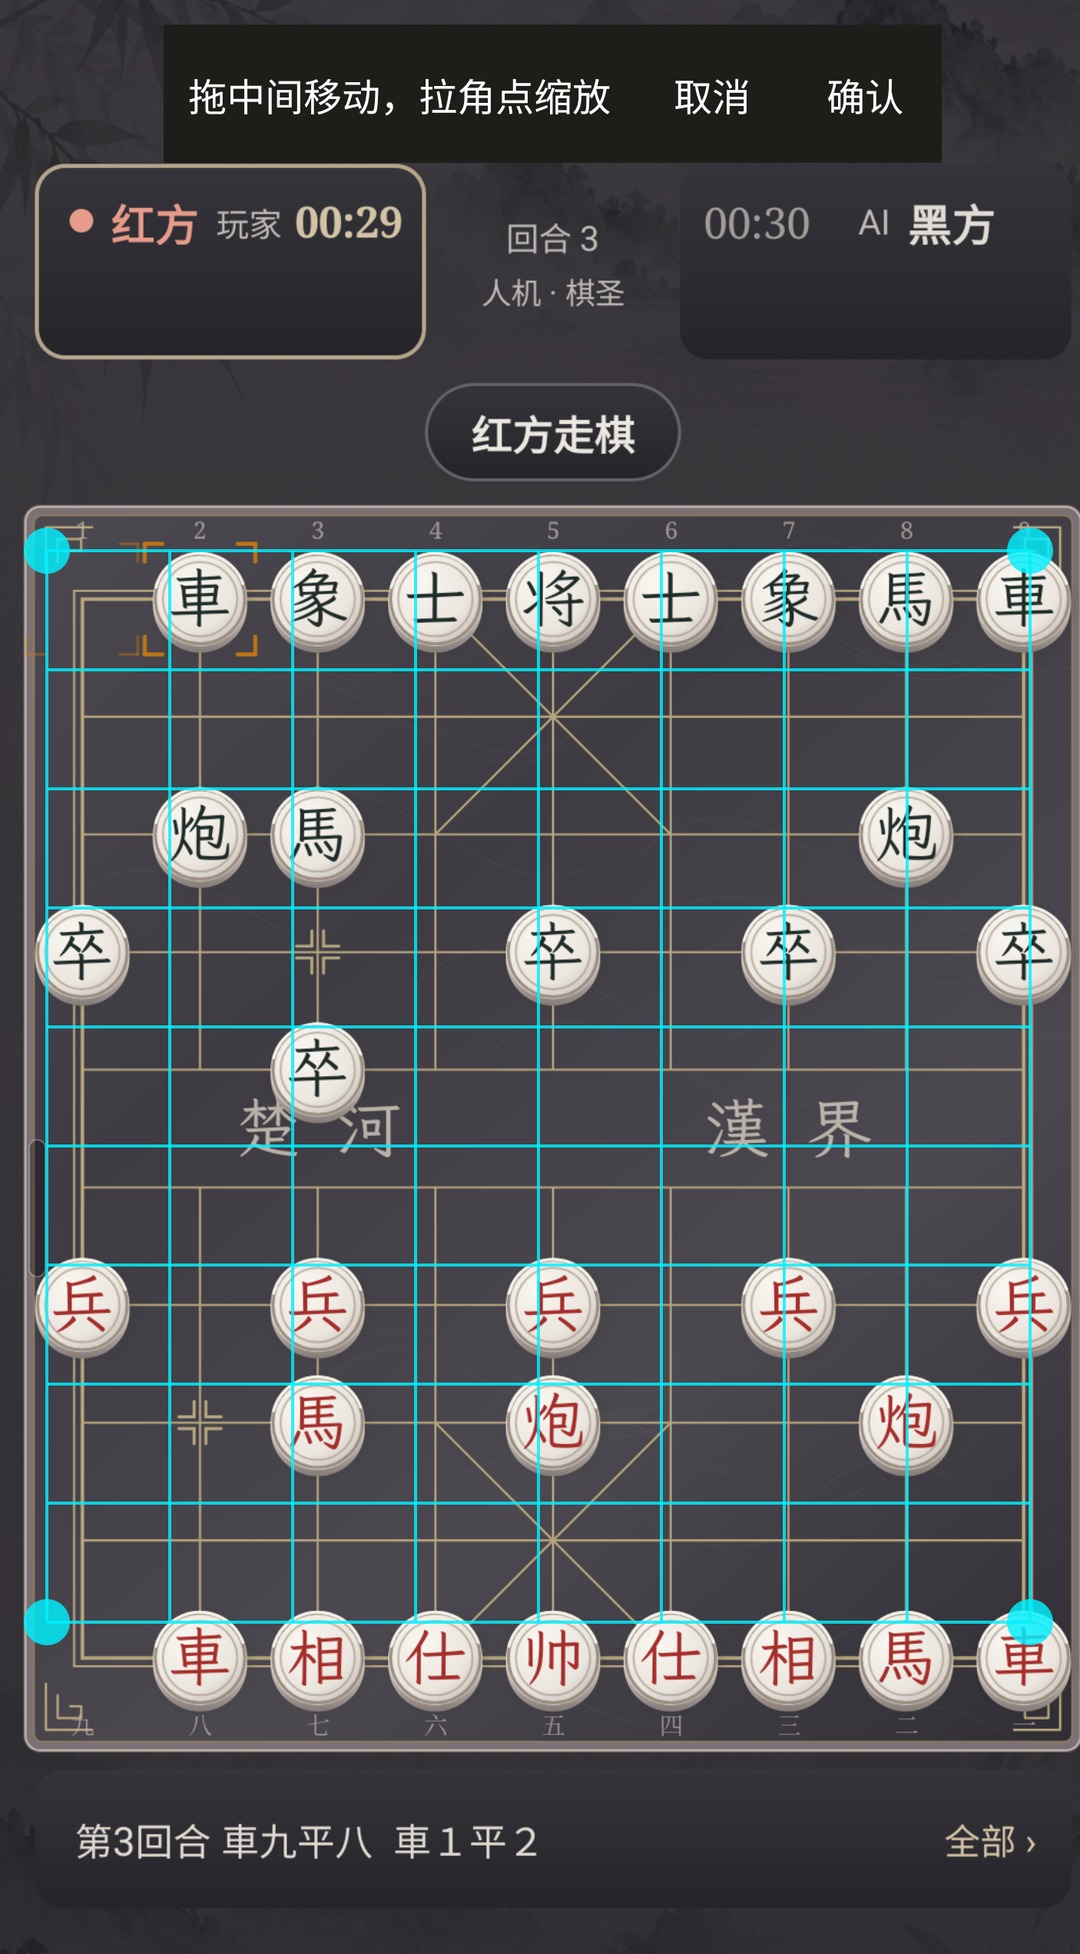 拖中间移动，拉角点缩放 取消 确认
红方 玩家 00:29
回合 3
人机 · 棋圣
00:30 AI 黑方
红方走棋
1 2 3 4 5 6 7 8 9
車 象 士 将 士 象 馬 車
炮 馬 炮
卒 卒 卒 卒
卒
楚 河 漢 界
兵 兵 兵 兵 兵
馬 炮 炮
車 相 仕 帅 仕 相 馬 車
九 八 七 六 五 四 三 二 一
第3回合 車九平八 車１平２ 全部 ›